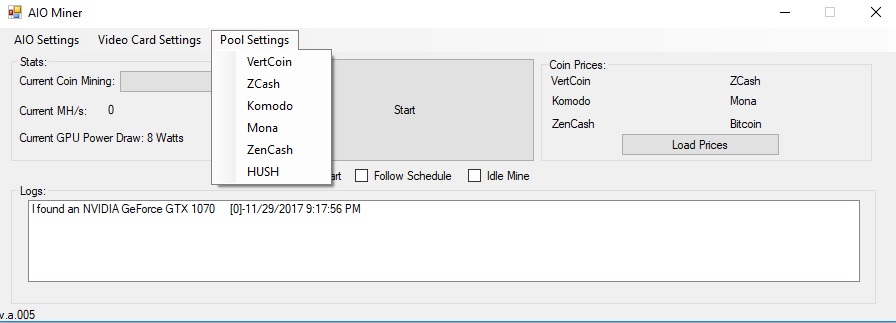 AIO Miner
AIO Settings Video Card Settings Pool Settings
Stats:
Current Coin Mining:
Current MH/s: 0
Current GPU Power Draw: 8 Watts
VertCoin
ZCash
Komodo
Mona
ZenCash
HUSH
Start
Coin Prices:
VertCoin ZCash
Komodo Mona
ZenCash Bitcoin
Load Prices
Follow Schedule Idle Mine
Logs:
I found an NVIDIA GeForce GTX 1070 [0]-11/29/2017 9:17:56 PM
v.a.005